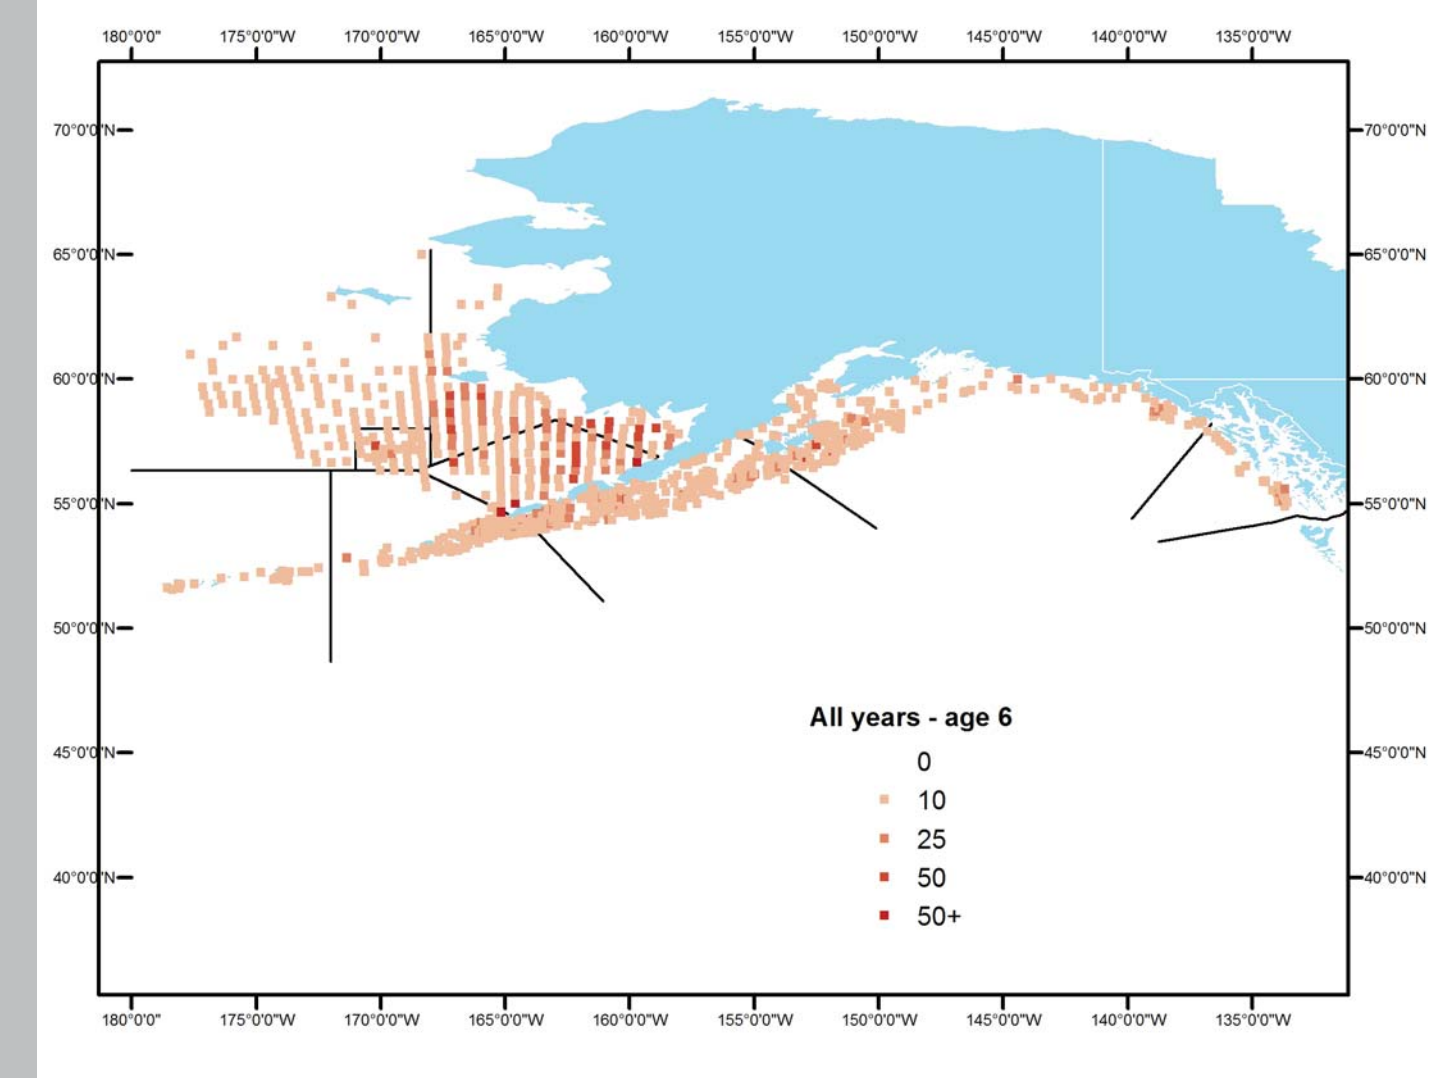 180°0'0" 175°0'0"W 170°0'0"W 165°0'0"W 160°0'0"W 155°0'0"W 150°0'0"W 145°0'0"W 140°0'0"W 135°0'0"W
70°0'0"N 70°0'0"N
65°0'0"N 65°0'0"N
60°0'0"N 60°0'0"N
55°0'0"N 55°0'0"N
50°0'0"N 50°0'0"N
All years - age 6
45°0'0"N 0 45°0'0"N
10
25
40°0'0"N 50 40°0'0"N
50+
180°0'0" 175°0'0"W 170°0'0"W 165°0'0"W 160°0'0"W 155°0'0"W 150°0'0"W 145°0'0"W 140°0'0"W 135°0'0"W